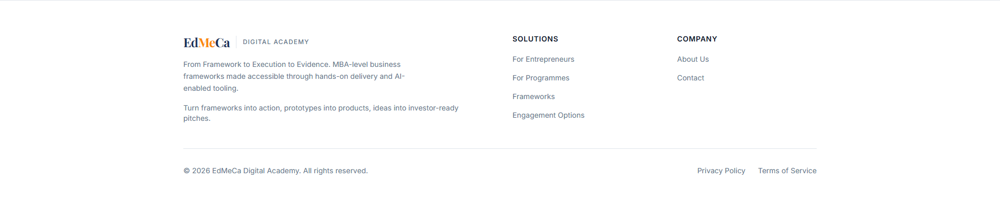 EdMeCa DIGITAL ACADEMY
From Framework to Execution to Evidence. MBA-level business
frameworks made accessible through hands-on delivery and AI-
enabled tooling.
Turn frameworks into action, prototypes into products, ideas into investor-ready
pitches.
SOLUTIONS
For Entrepreneurs
For Programmes
Frameworks
Engagement Options
COMPANY
About Us
Contact
© 2026 EdMeCa Digital Academy. All rights reserved.
Privacy Policy Terms of Service